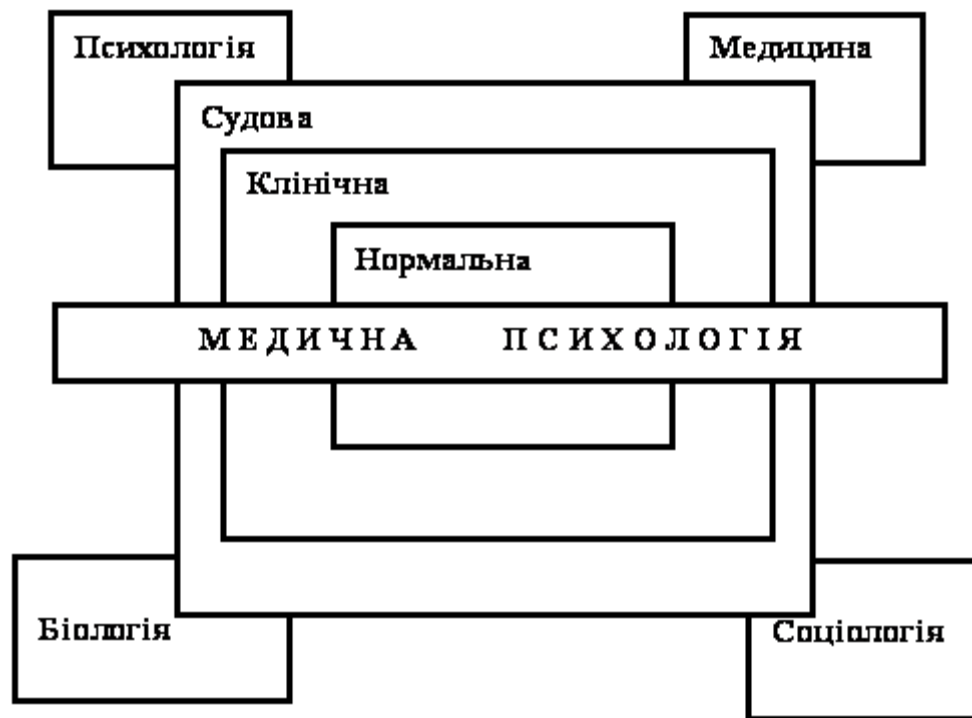 Психологія
Медицина
Судова
Клінічна
Нормальна
МЕДИЧНА ПСИХОЛОГІЯ
Біологія
Соціологія